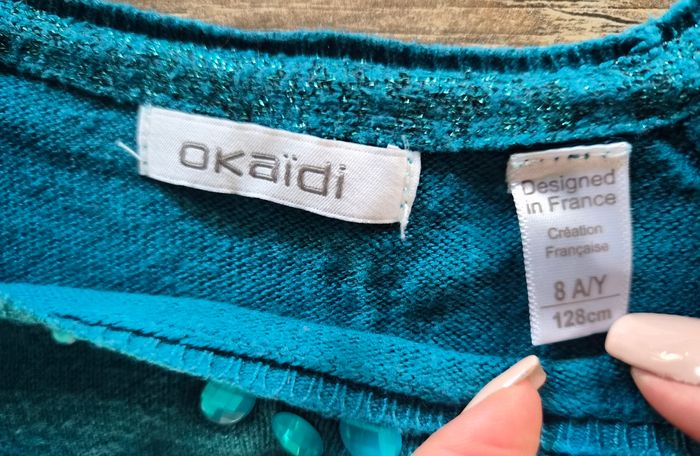 okaïdi
Designed
in France
Création
Française
8 A/Y
128cm